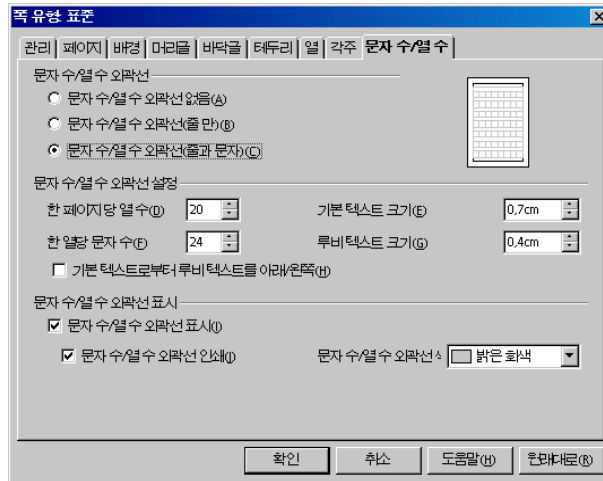 쪽 유형: 표준
관리 페이지 배경 머리글 바닥글 테두리 열 각주 문자 수/열 수
문자 수/열 수 외곽선
문자 수/열 수 외곽선 없음(A)
문자 수/열 수 외곽선(줄 만)(B)
문자 수/열 수 외곽선(줄과 문자)(C)
문자 수/열 수 외곽선 설정
한 페이지당 열 수(D) 20 기본 텍스트 크기(E) 0,7cm
한 열당 문자 수(F) 24 루비 텍스트 크기(G) 0,4cm
기본 텍스트로부터 루비 텍스트를 아래/왼쪽(H)
문자 수/열 수 외곽선 표시
문자 수/열 수 외곽선 표시(I)
문자 수/열 수 외곽선 인쇄(J) 문자 수/열 수 외곽선 밝은 회색
확인 취소 도움말(H) 원래대로(R)